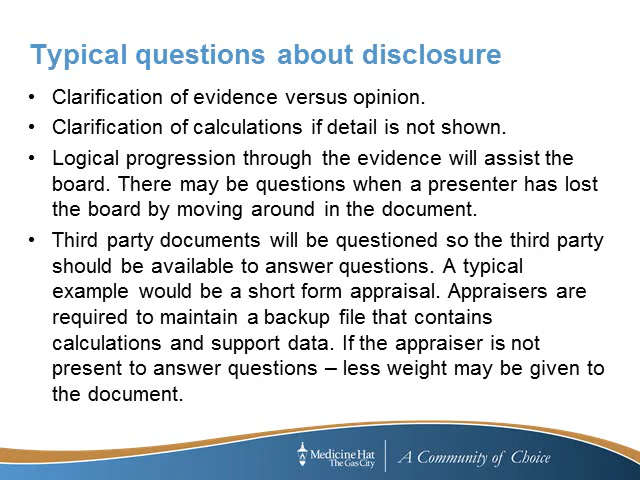 Typical questions about disclosure
• Clarification of evidence versus opinion.
• Clarification of calculations if detail is not shown.
• Logical progression through the evidence will assist the
board. There may be questions when a presenter has lost
the board by moving around in the document.
• Third party documents will be questioned so the third party
should be available to answer questions. A typical
example would be a short form appraisal. Appraisers are
required to maintain a backup file that contains
calculations and support data. If the appraiser is not
present to answer questions – less weight may be given to
the document.
Medicine Hat
The Gas City
A Community of Choice